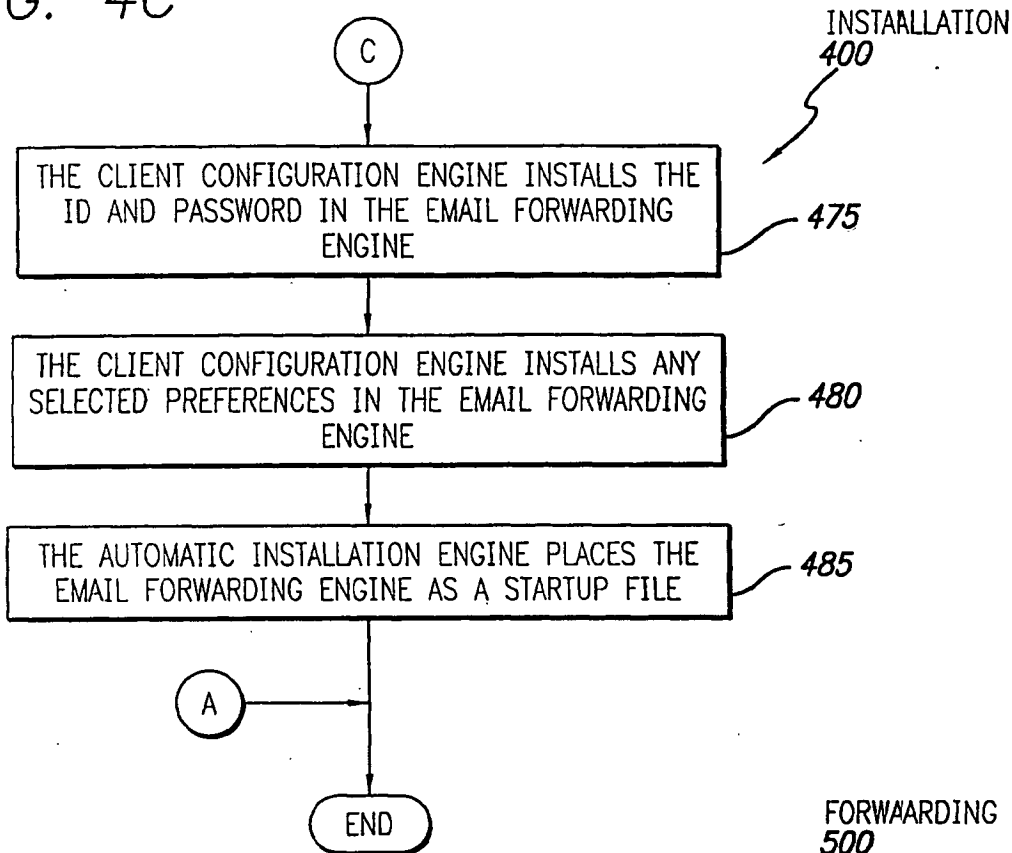 G. 4C
INSTAALLATION
400
C
THE CLIENT CONFIGURATION ENGINE INSTALLS THE
ID AND PASSWORD IN THE EMAIL FORWARDING
ENGINE
475
THE CLIENT CONFIGURATION ENGINE INSTALLS ANY
SELECTED PREFERENCES IN THE EMAIL FORWARDING
ENGINE
480
THE AUTOMATIC INSTALLATION ENGINE PLACES THE
EMAIL FORWARDING ENGINE AS A STARTUP FILE
485
A
END
FORWAARDING
500